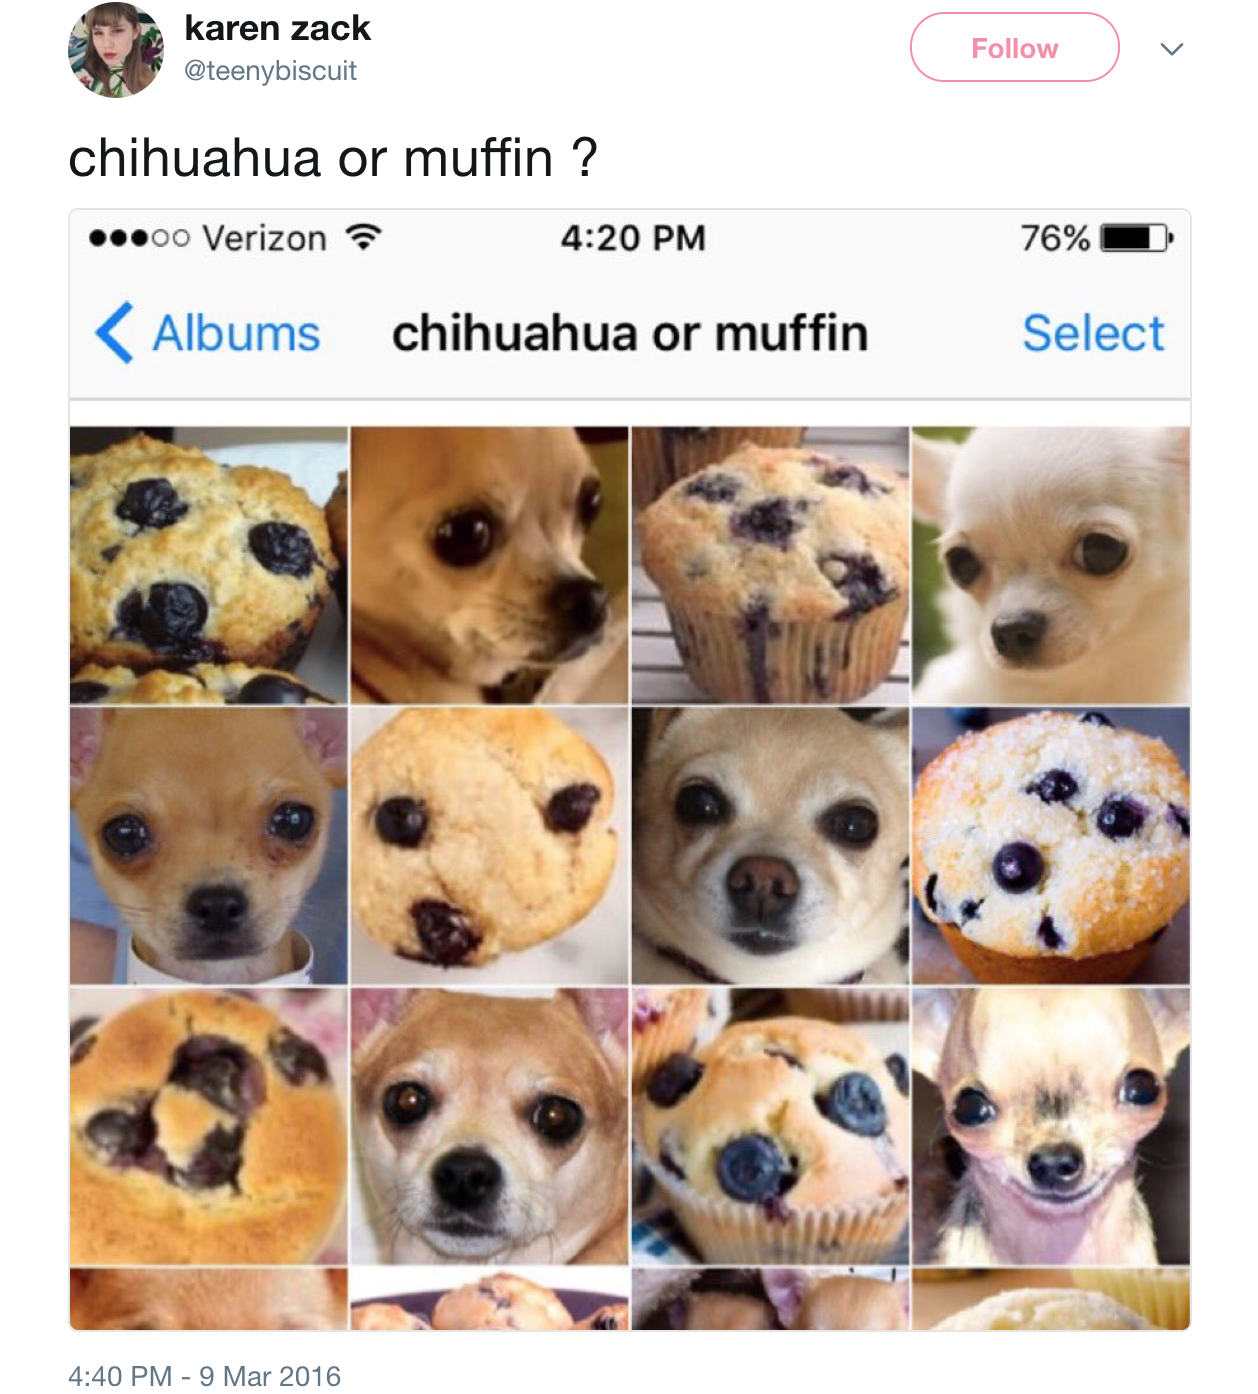 karen zack
@teenybiscuit
Follow
chihuahua or muffin ?
Verizon 4:20 PM 76%
Albums chihuahua or muffin Select
4:40 PM - 9 Mar 2016